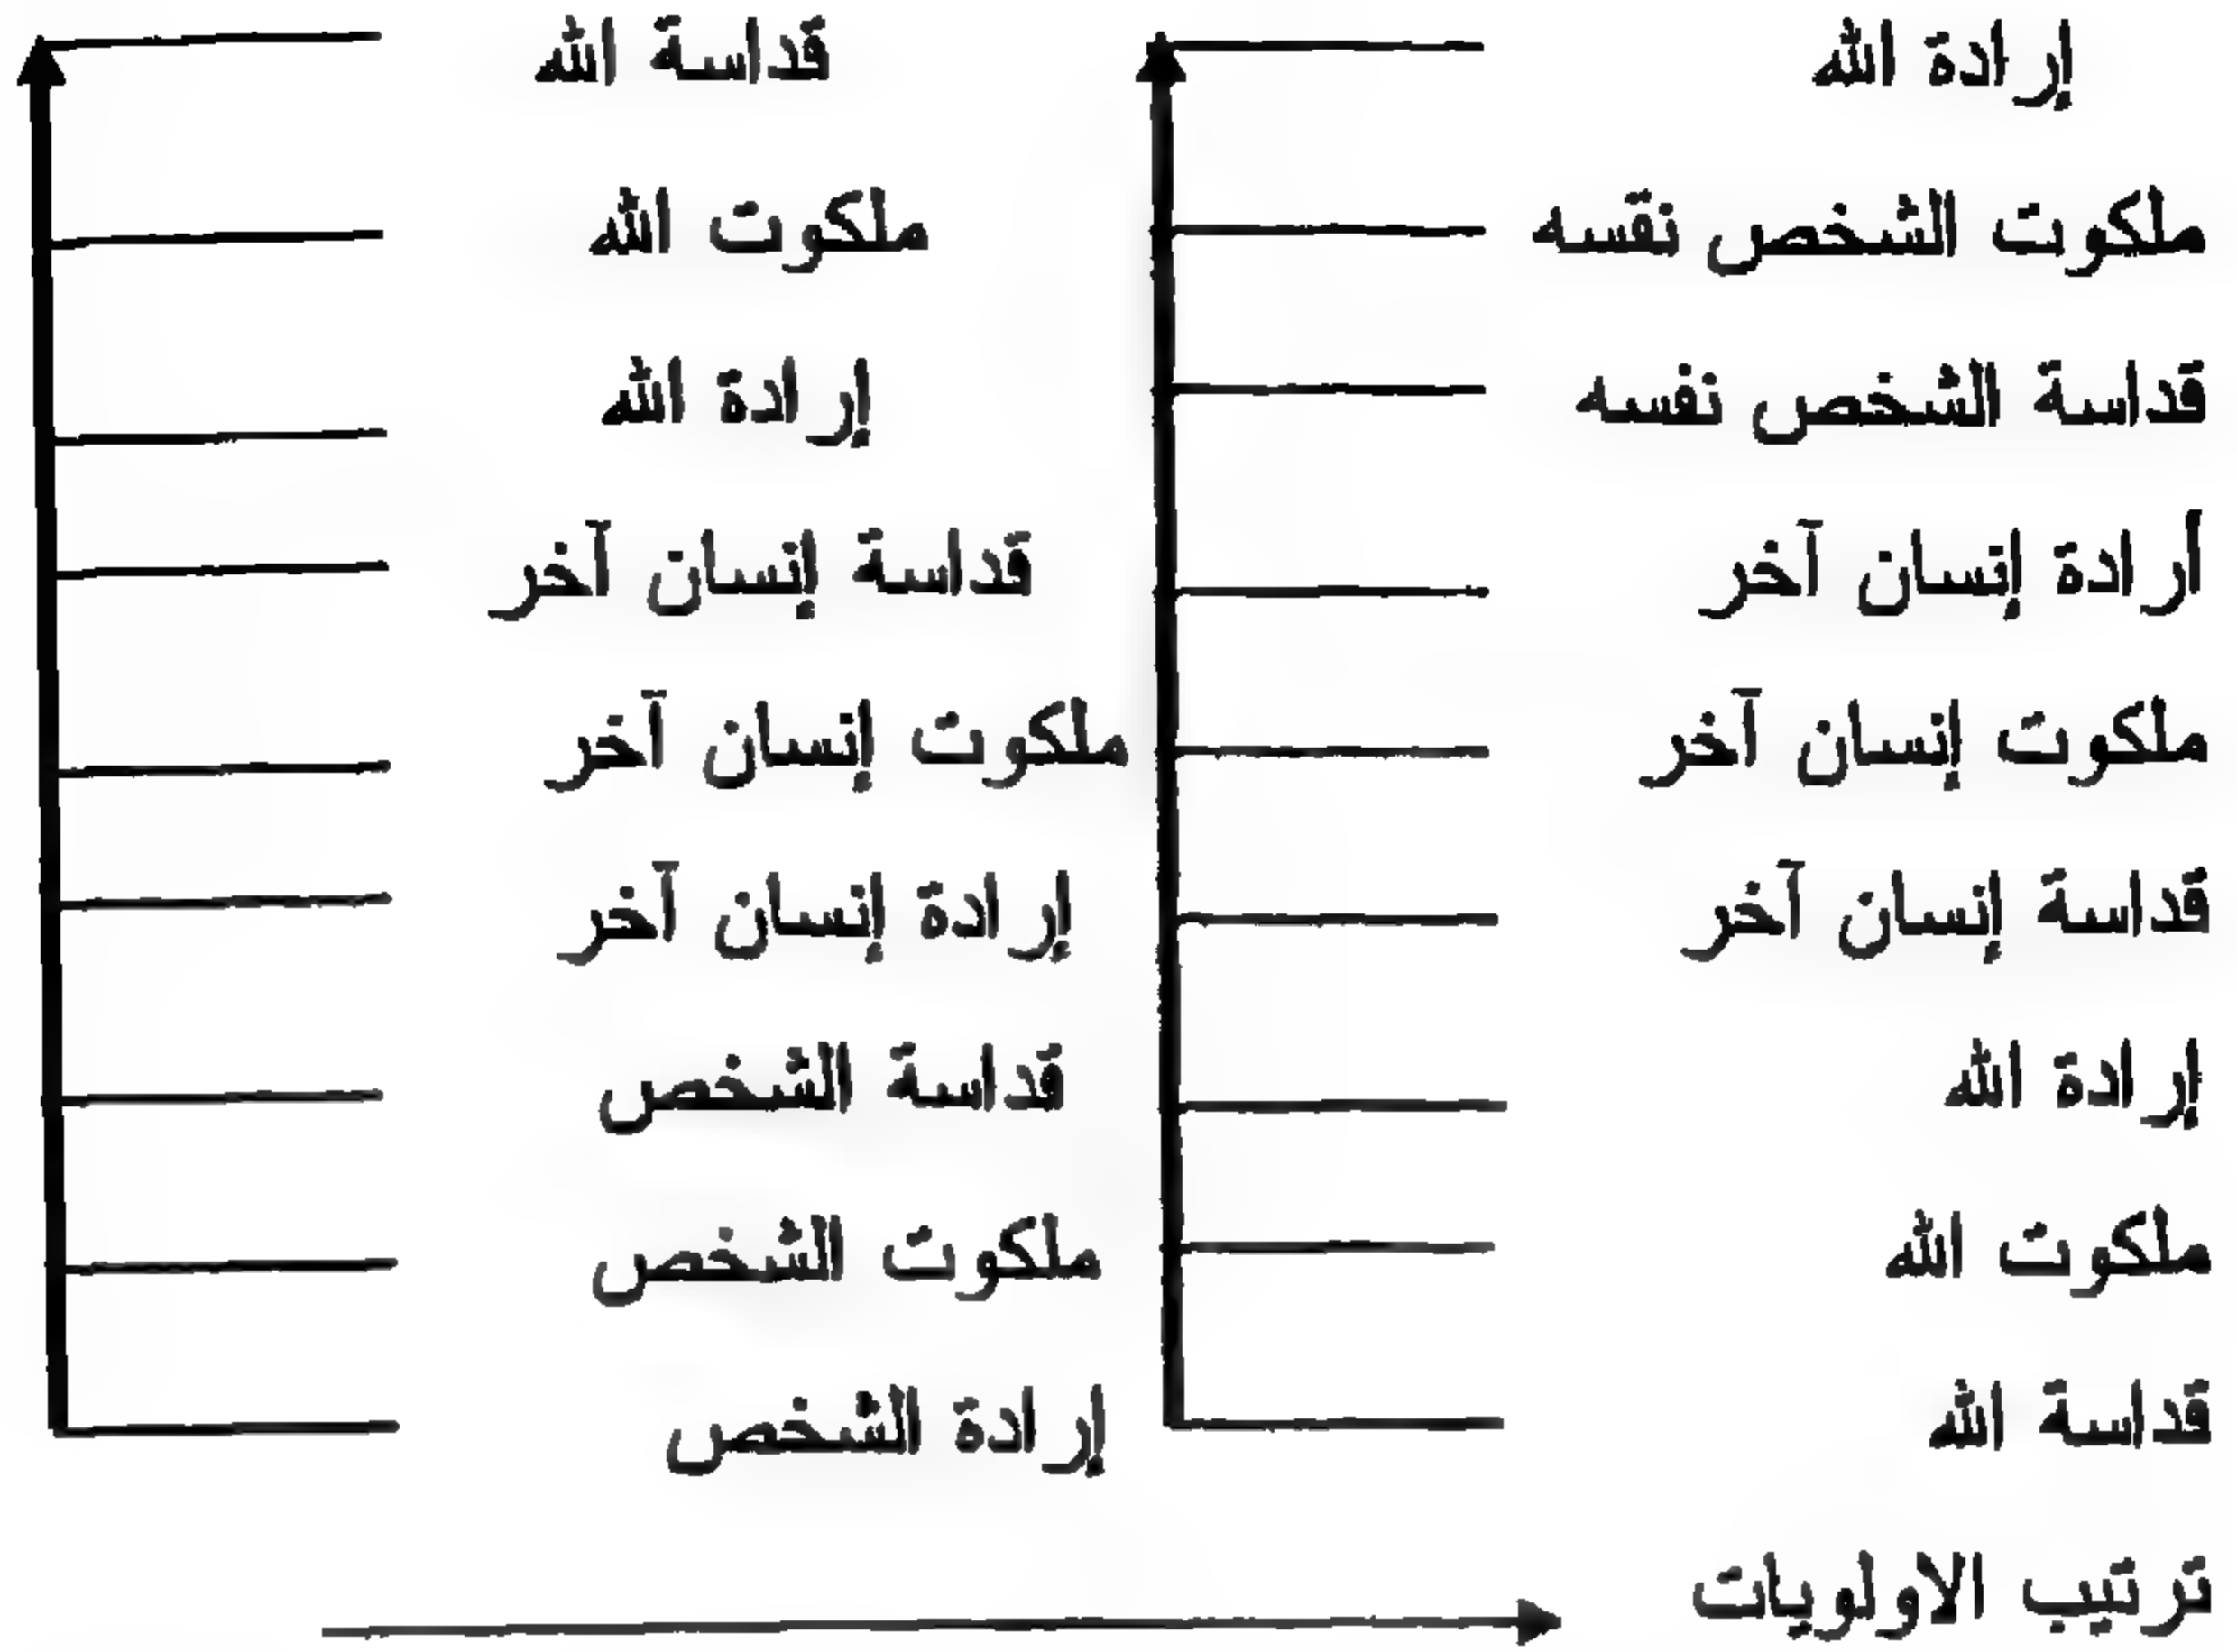 إرادة الله
ملكوت الشخص نفسه
قداسة الشخص نفسه
أرادة إنسان آخر
ملكوت إنسان آخر
قداسة إنسان آخر
إرادة الله
ملكوت الله
قداسة الله
قداسة الله
ملكوت الله
إرادة الله
قداسة إنسان آخر
ملكوت إنسان آخر
إرادة إنسان آخر
قداسة الشخص
ملكوت الشخص
إرادة الشخص
ترتيب الاولويات